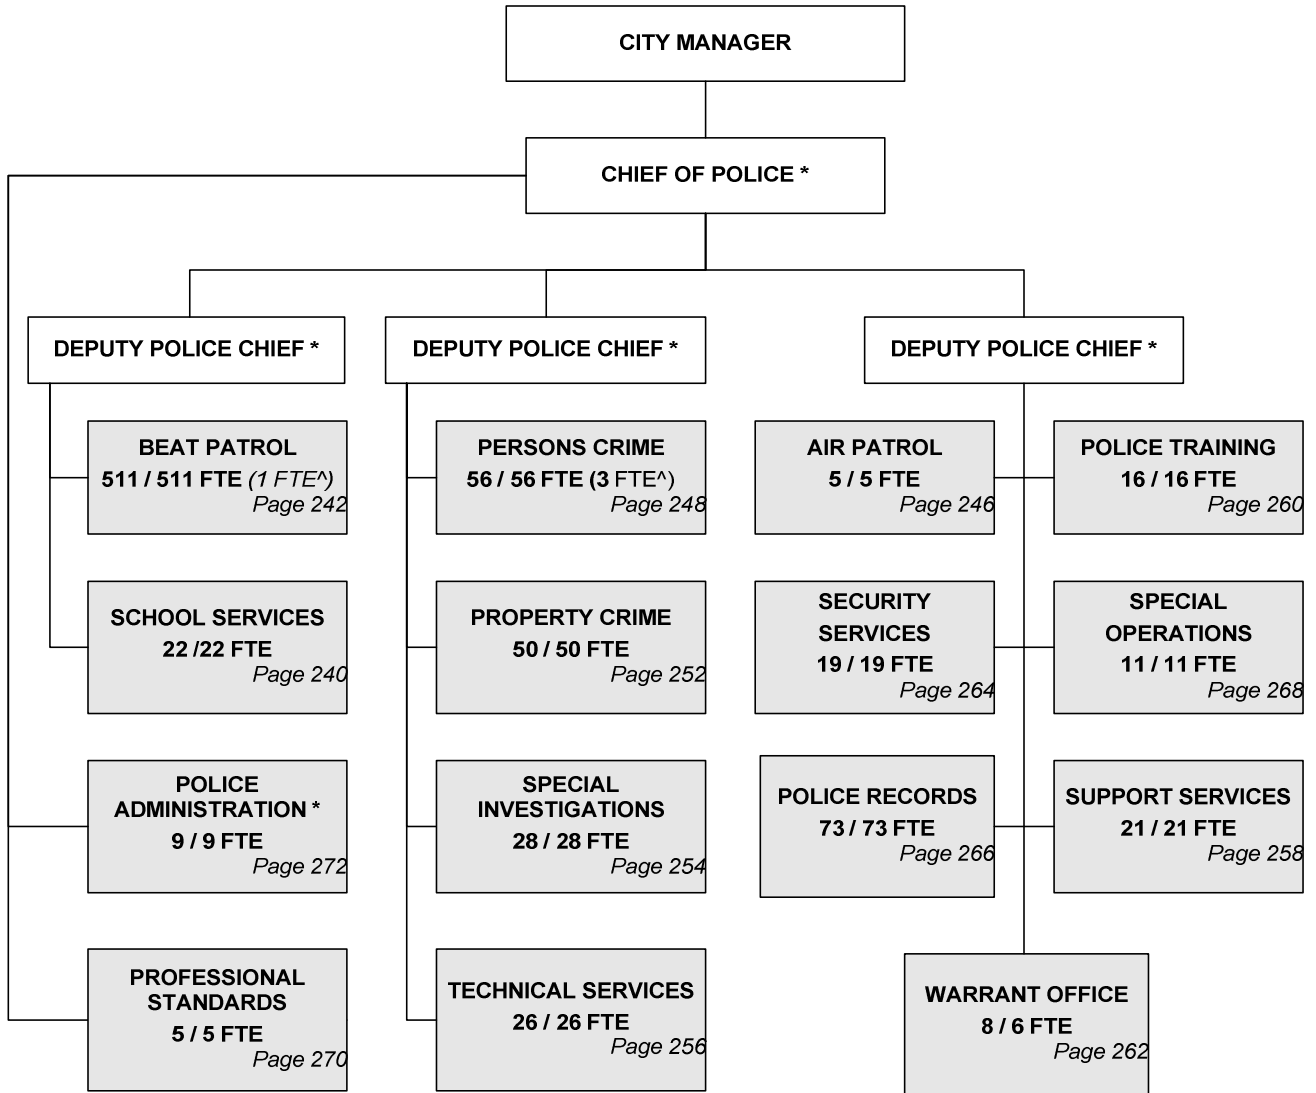 CITY MANAGER
CHIEF OF POLICE *
DEPUTY POLICE CHIEF *
BEAT PATROL
511 / 511 FTE (1 FTE^)
Page 242
SCHOOL SERVICES
22 /22 FTE
Page 240
POLICE
ADMINISTRATION *
9 / 9 FTE
Page 272
PROFESSIONAL
STANDARDS
5 / 5 FTE
Page 270
DEPUTY POLICE CHIEF *
PERSONS CRIME
56 / 56 FTE (3 FTE^)
Page 248
PROPERTY CRIME
50 / 50 FTE
Page 252
SPECIAL
INVESTIGATIONS
28 / 28 FTE
Page 254
TECHNICAL SERVICES
26 / 26 FTE
Page 256
DEPUTY POLICE CHIEF *
AIR PATROL
5 / 5 FTE
Page 246
POLICE TRAINING
16 / 16 FTE
Page 260
SECURITY
SERVICES
19 / 19 FTE
Page 264
SPECIAL
OPERATIONS
11 / 11 FTE
Page 268
POLICE RECORDS
73 / 73 FTE
Page 266
SUPPORT SERVICES
21 / 21 FTE
Page 258
WARRANT OFFICE
8 / 6 FTE
Page 262